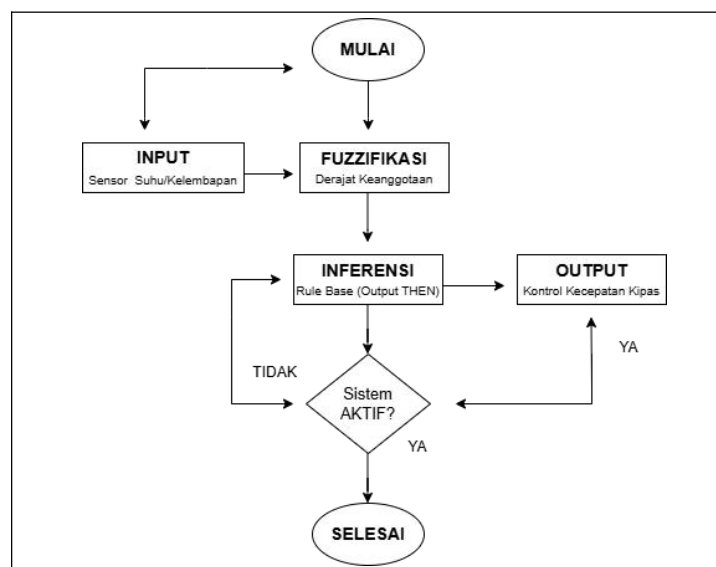 MULAI
INPUT
Sensor Suhu/Kelembapan
FUZZIFIKASI
Derajat Keanggotaan
INFERENSI
Rule Base (Output THEN)
OUTPUT
Kontrol Kecepatan Kipas
TIDAK
YA
Sistem
AKTIF?
YA
SELESAI